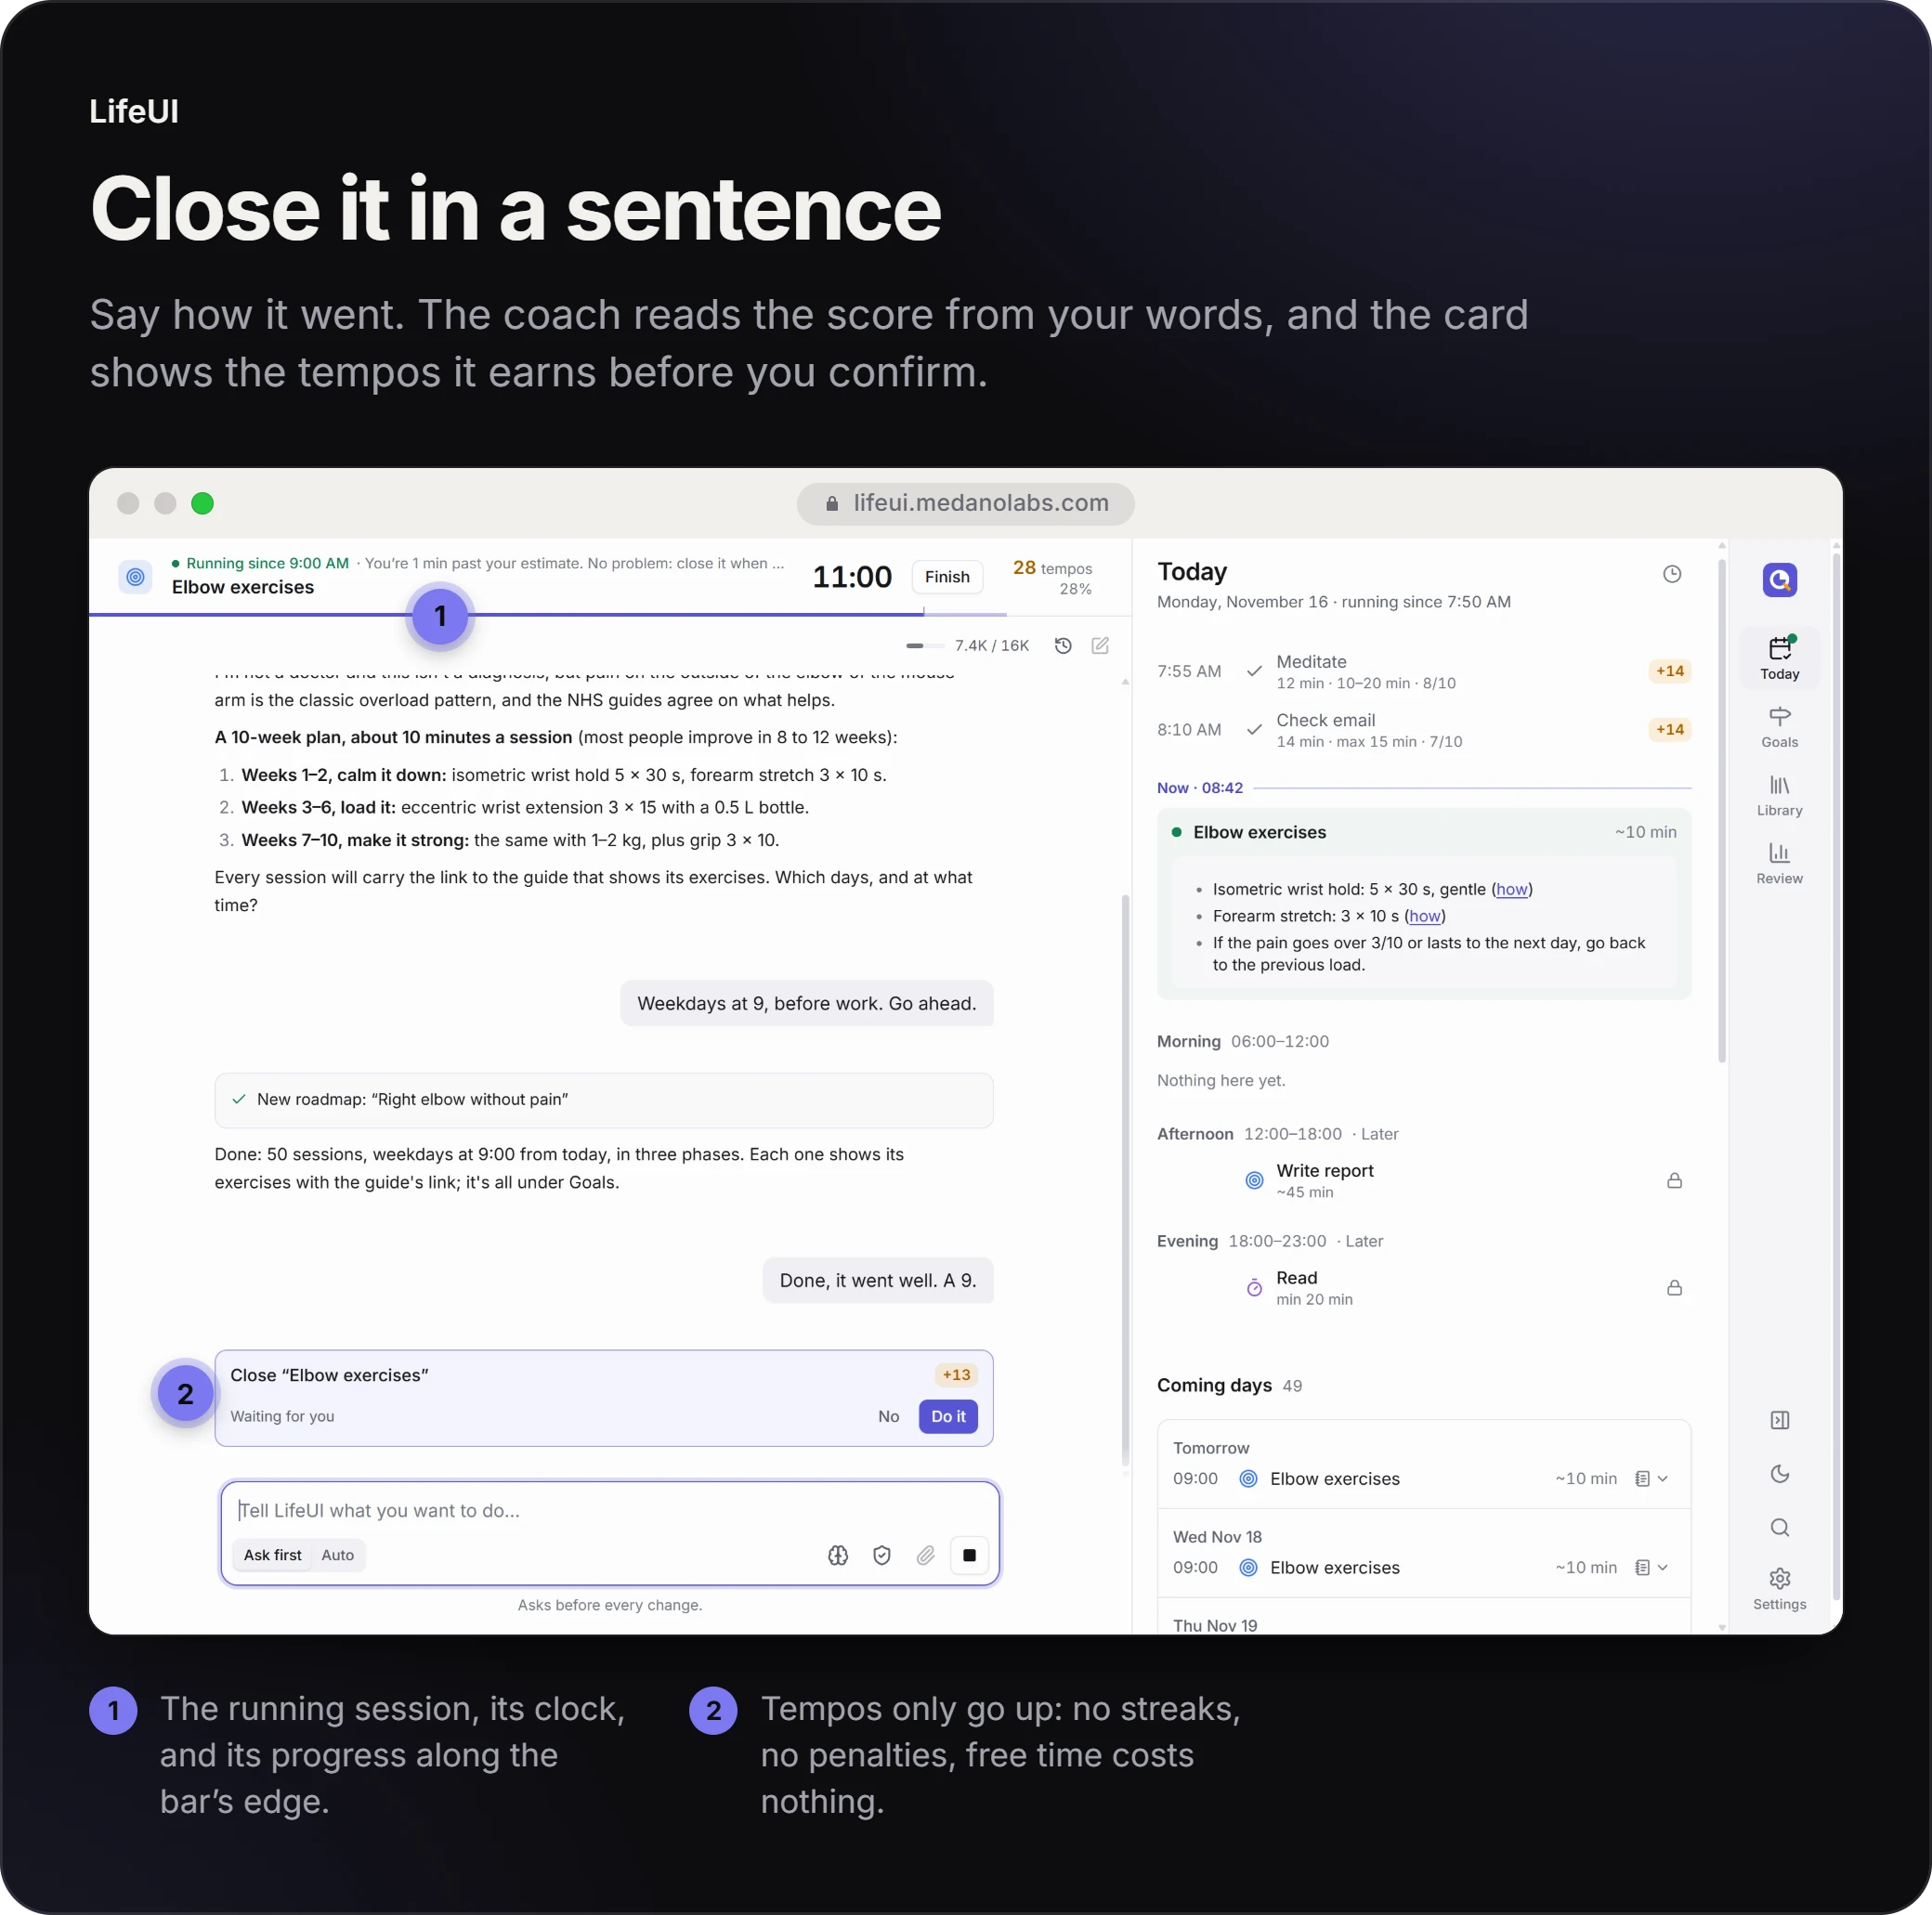 LifeUI
Close it in a sentence
Say how it went. The coach reads the score from your words, and the card
shows the tempos it earns before you confirm.
lifeui.medanolabs.com
Running since 9:00 AM · You’re 1 min past your estimate. No problem: close it when ...
Elbow exercises
11:00
Finish
28 tempos
28%
1
7.4K / 16K
arm is the classic overload pattern, and the NHS guides agree on what helps.
A 10-week plan, about 10 minutes a session (most people improve in 8 to 12 weeks):
1. Weeks 1–2, calm it down: isometric wrist hold 5 × 30 s, forearm stretch 3 × 10 s.
2. Weeks 3–6, load it: eccentric wrist extension 3 × 15 with a 0.5 L bottle.
3. Weeks 7–10, make it strong: the same with 1–2 kg, plus grip 3 × 10.
Every session will carry the link to the guide that shows its exercises. Which days, and at what
time?
Weekdays at 9, before work. Go ahead.
New roadmap: “Right elbow without pain”
Done: 50 sessions, weekdays at 9:00 from today, in three phases. Each one shows its
exercises with the guide's link; it's all under Goals.
Done, it went well. A 9.
2
Close “Elbow exercises”
+13
Waiting for you
No
Do it
Tell LifeUI what you want to do...
Ask first
Auto
Asks before every change.
Today
Monday, November 16 · running since 7:50 AM
7:55 AM
Meditate
12 min · 10–20 min · 8/10
+14
8:10 AM
Check email
14 min · max 15 min · 7/10
+14
Now · 08:42
Elbow exercises
~10 min
• Isometric wrist hold: 5 × 30 s, gentle (how)
• Forearm stretch: 3 × 10 s (how)
• If the pain goes over 3/10 or lasts to the next day, go back
to the previous load.
Morning 06:00–12:00
Nothing here yet.
Afternoon 12:00–18:00 · Later
Write report
~45 min
Evening 18:00–23:00 · Later
Read
min 20 min
Coming days 49
Tomorrow
09:00 Elbow exercises ~10 min
Wed Nov 18
09:00 Elbow exercises ~10 min
Thu Nov 19
Today
Goals
Library
Review
Settings
1 The running session, its clock,
and its progress along the
bar’s edge.
2 Tempos only go up: no streaks,
no penalties, free time costs
nothing.